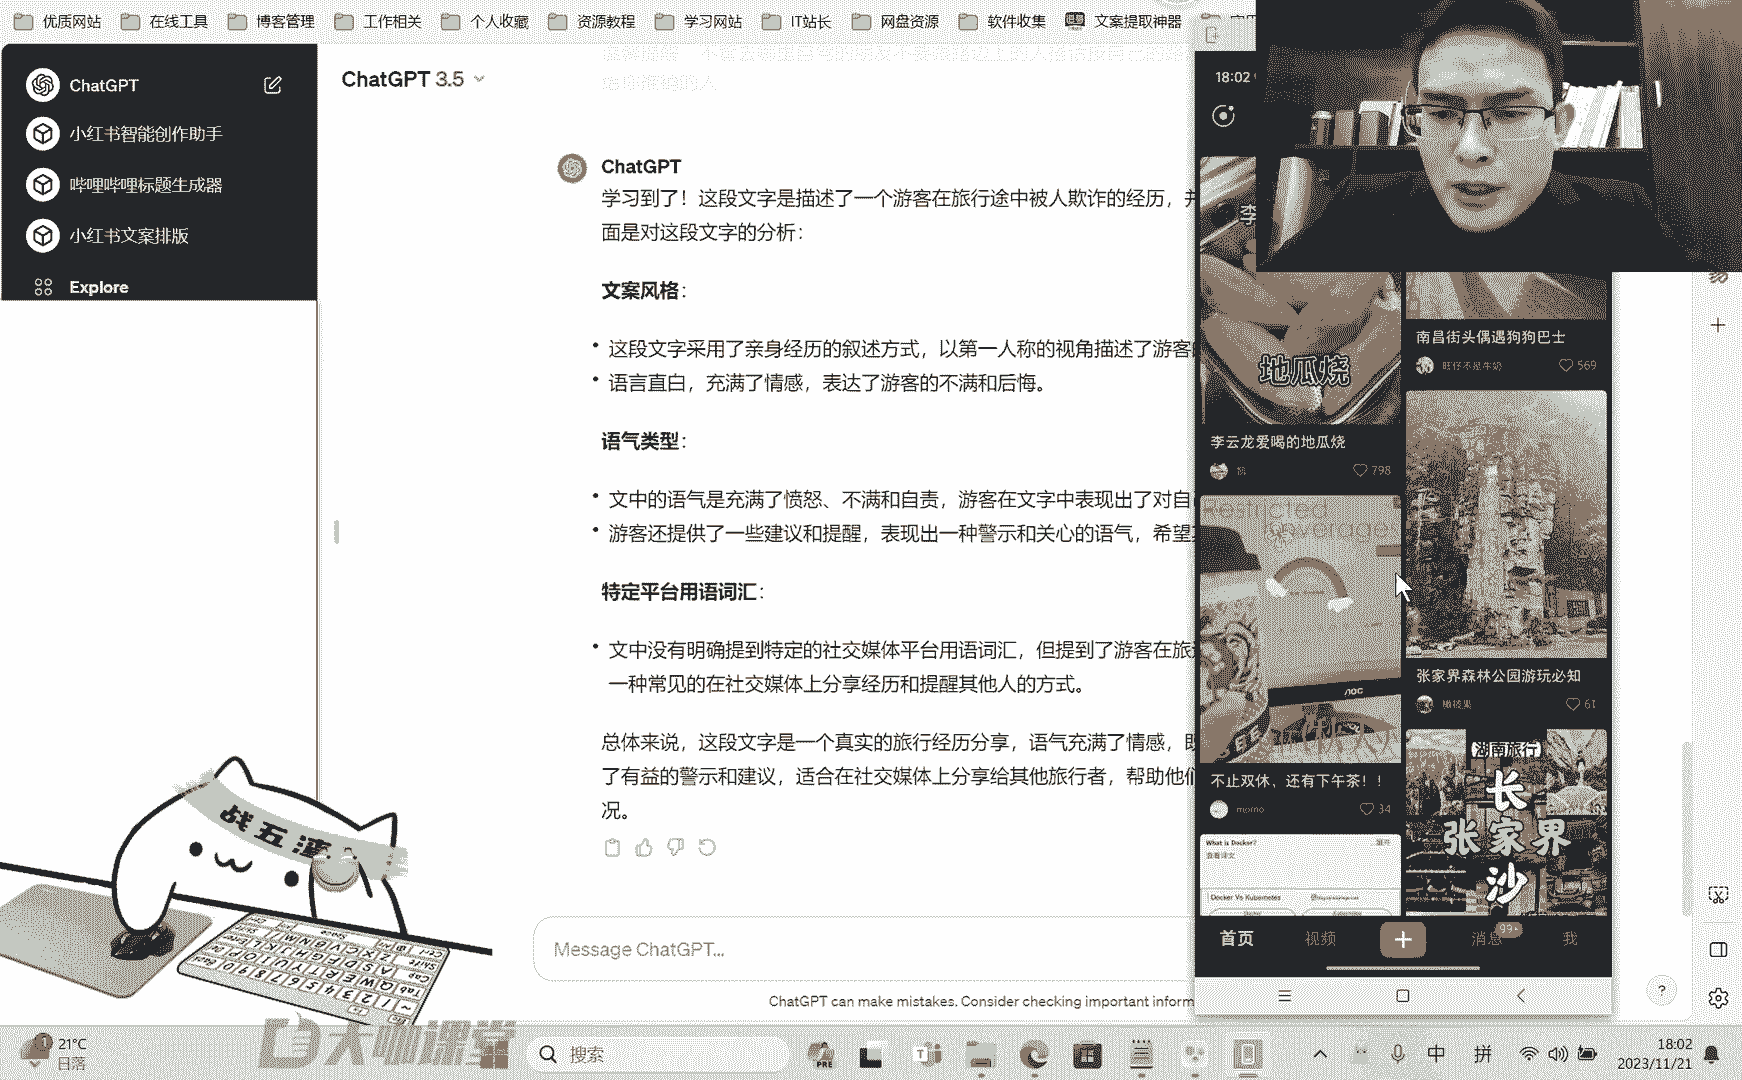 优质网站
在线工具
博客管理
工作相关
个人收藏
资源教程
学习网站
IT站长
网盘资源
软件收集
文案提取神器
ChatGPT
小红书智能创作助手
哔哩哔哩标题生成器
小红书文案排版
Explore
ChatGPT 3.5
ChatGPT
学习到了！这段文字是描述了一个游客在旅行途中被人欺诈的经历，
面是对这段文字的分析：
文案风格：
• 这段文字采用了亲身经历的叙述方式，以第一人称的视角描述了游客
• 语言直白，充满了情感，表达了游客的不满和后悔。
语气类型：
• 文中的语气是充满了愤怒、不满和自责，游客在文字中表现出了对自
• 游客还提供了一些建议和提醒，表现出一种警示和关心的语气，希望
特定平台用语词汇：
• 文中没有明确提到特定的社交媒体平台用语词汇，但提到了游客在旅
一种常见的在社交媒体上分享经历和提醒其他人的方式。
总体来说，这段文字是一个真实的旅行经历分享，语气充满了情感，
了有益的警示和建议，适合在社交媒体上分享给其他旅行者，帮助他
况。
Message ChatGPT...
ChatGPT can make mistakes. Consider checking important inform
18:02
李
地瓜烧
李云龙爱喝的地瓜烧
798
Restricted
Coverage
AOC
不止双休、还有下午茶！！
momo
34
What is Docker?
Docker Vs Kubernetes
南昌街头偶遇狗狗巴士
旺仔不是牛奶
569
张家界森林公园游玩必知
61
湖南旅行
长
张家界
沙
首页
视频
消息
99+
我
?
战五渣
大咖课堂
1
21°C
日落
搜索
PRE
中
拼
18:02
2023/11/21